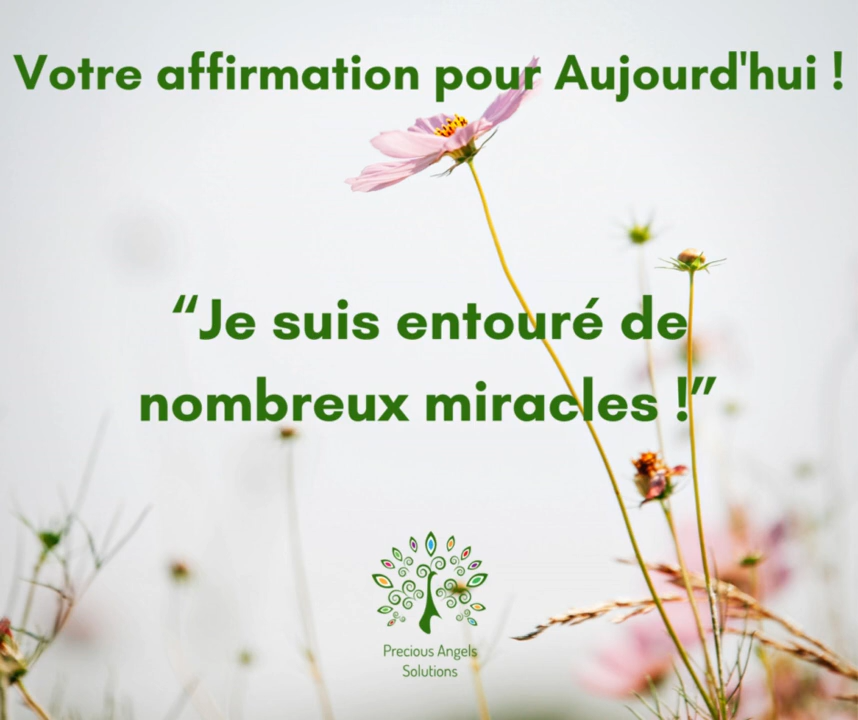 Votre affirmation pour Aujourd'hui !
“Je suis entouré de
nombreux miracles !”
Precious Angels
Solutions